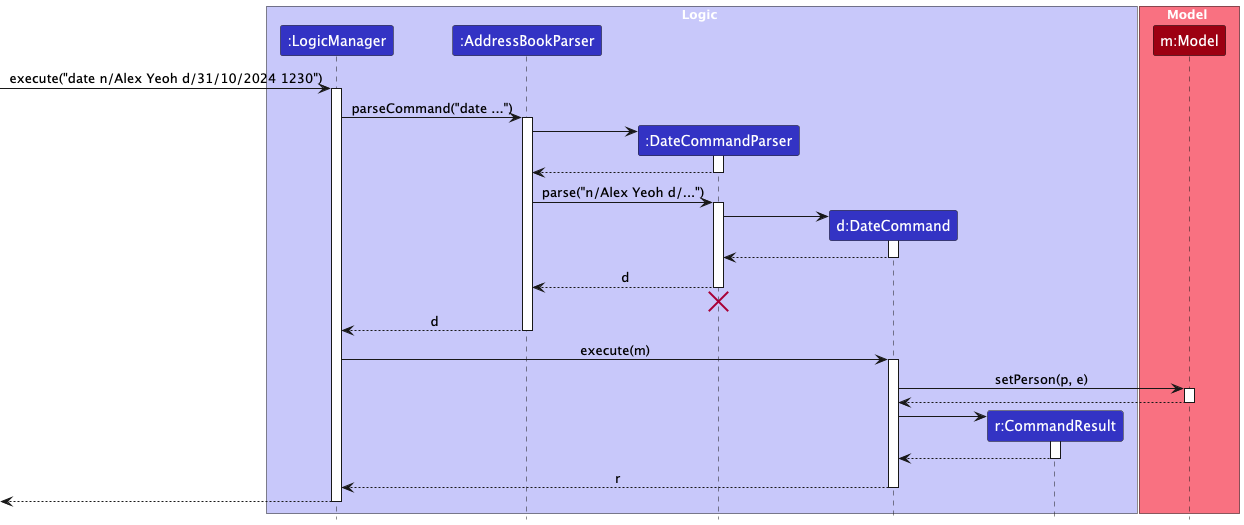 Logic
Model
:LogicManager
:AddressBookParser
m:Model
execute("date n/Alex Yeoh d/31/10/2024 1230")
parseCommand("date ...")
:DateCommandParser
parse("n/Alex Yeoh d/...")
d:DateCommand
d
d
execute(m)
setPerson(p, e)
r:CommandResult
r